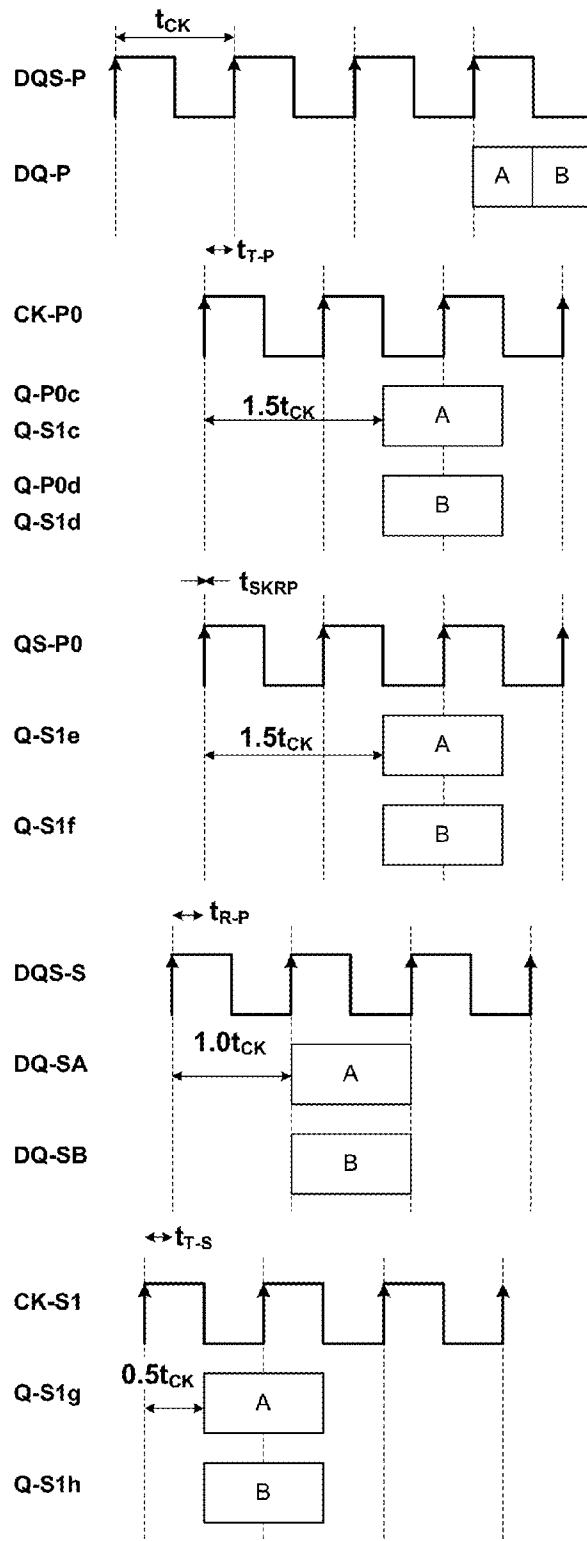 tCK
DQS-P
DQ-P
A B
tT-P
CK-P0
Q-P0c
Q-S1c
1.5tCK
A
Q-P0d
Q-S1d
B
tSKRP
QS-P0
Q-S1e
1.5tCK
A
Q-S1f
B
tR-P
DQS-S
1.0tCK
DQ-SA
A
DQ-SB
B
tT-S
CK-S1
0.5tCK
Q-S1g
A
Q-S1h
B